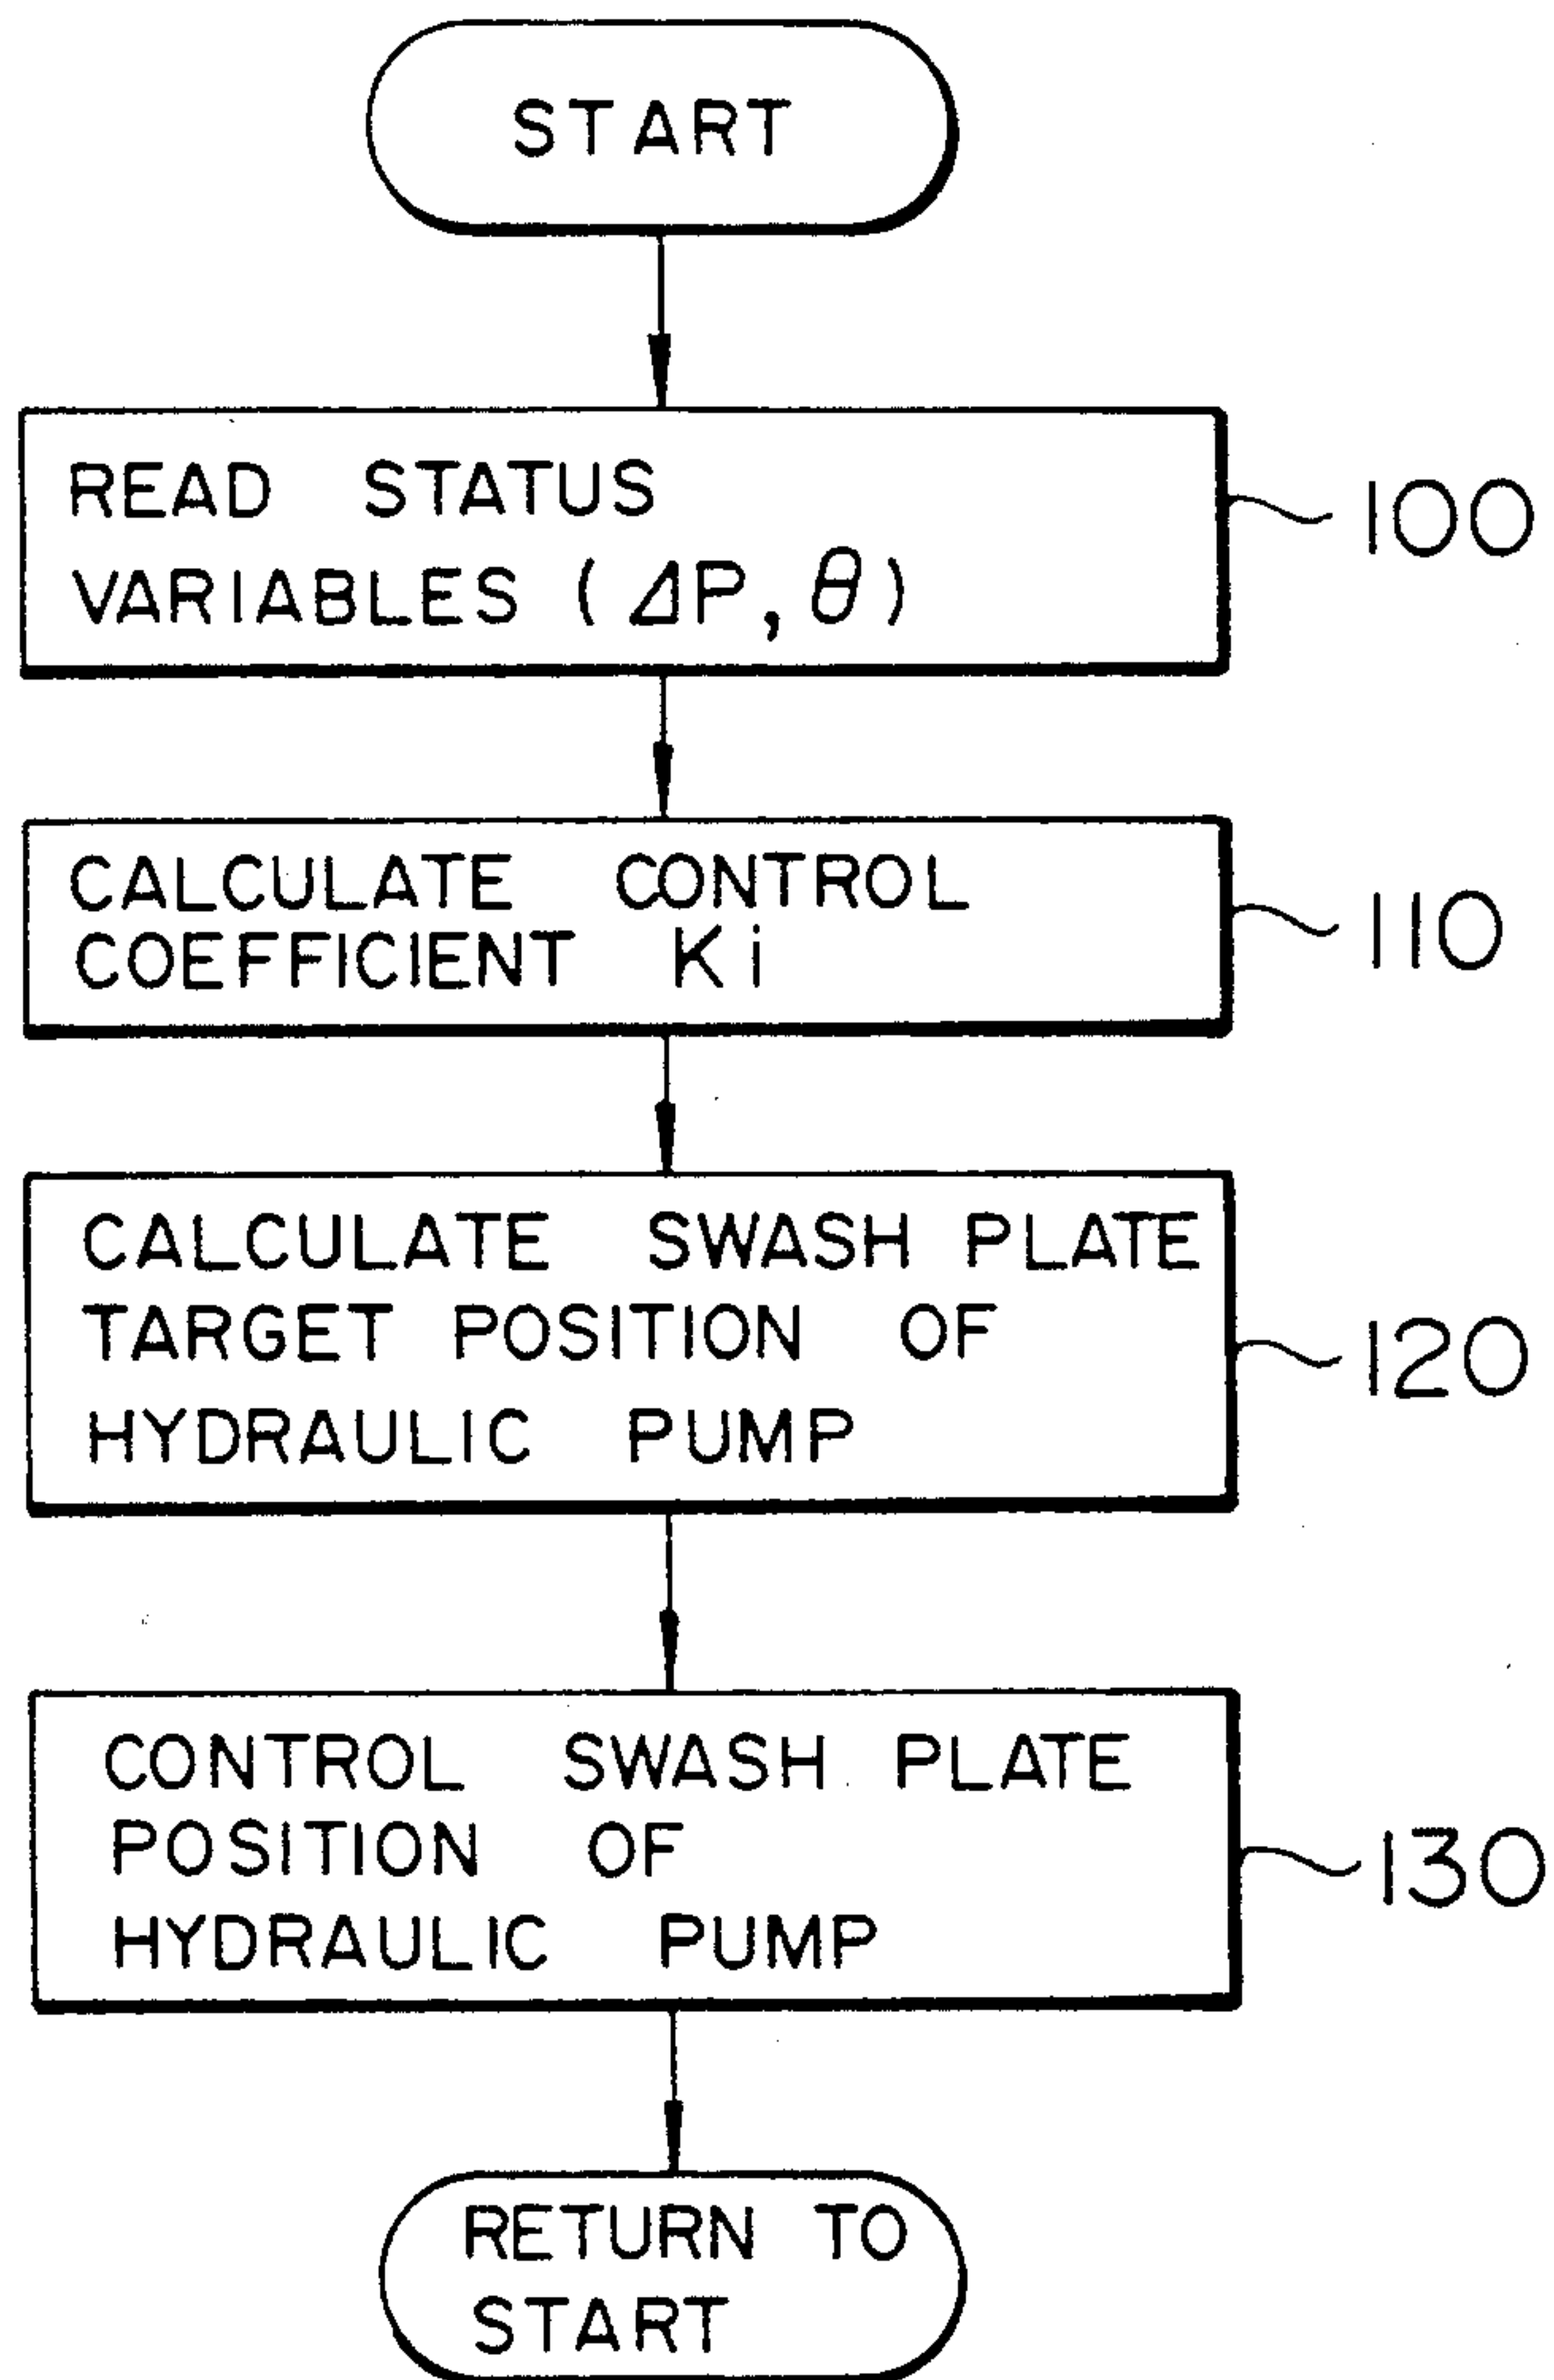 START
READ STATUS
VARIABLES (ΔP, θ)
100
CALCULATE CONTROL
COEFFICIENT Ki
110
CALCULATE SWASH PLATE
TARGET POSITION OF
HYDRAULIC PUMP
120
CONTROL SWASH PLATE
POSITION OF
HYDRAULIC PUMP
130
RETURN TO
START